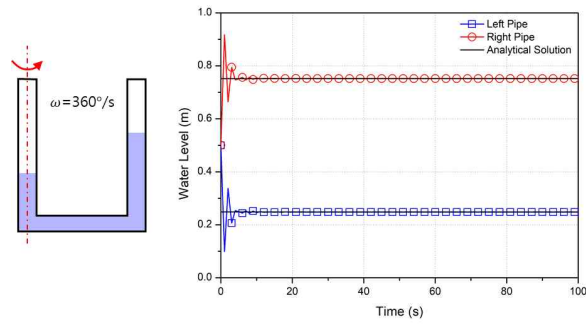 ω=360°/s
Left Pipe
Right Pipe
Analytical Solution
Water Level (m)
1.0
0.8
0.6
0.4
0.2
0.0
0
20
40
60
80
100
Time (s)